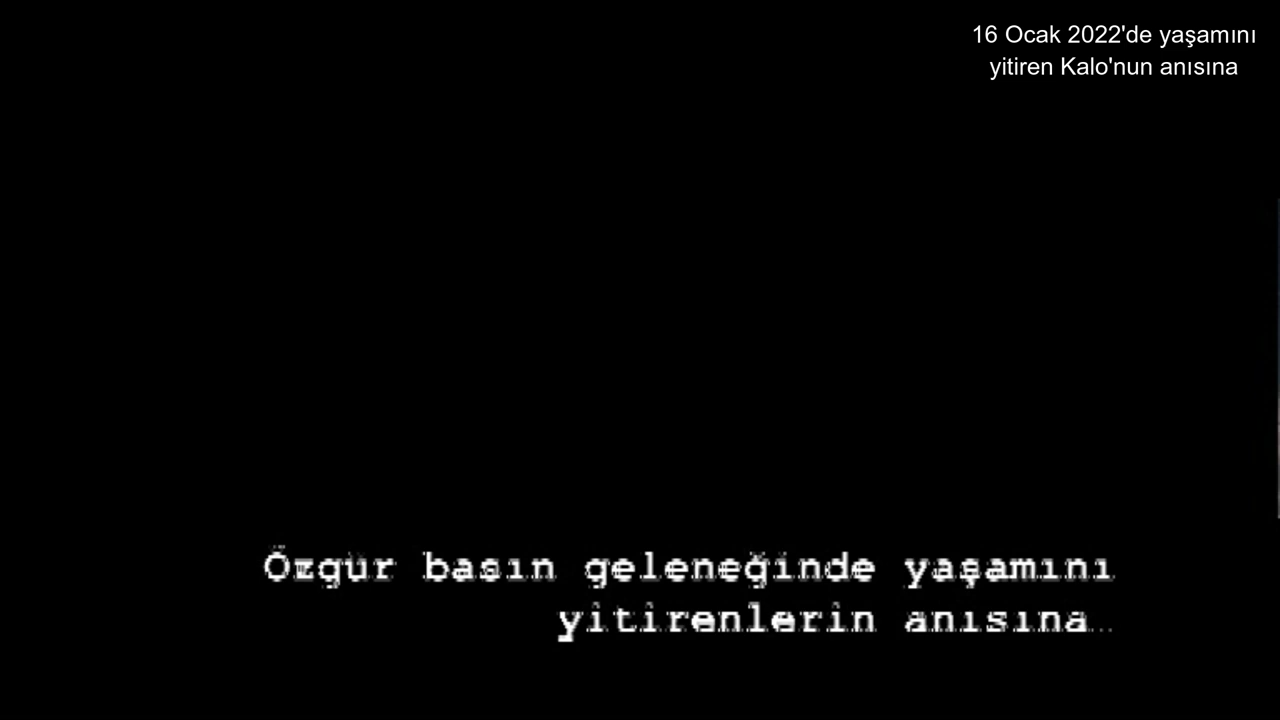 16 Ocak 2022'de yaşamını
yitiren Kalo'nun anısına
Özgür basın geleneğinde yaşamını
yitirenlerin anısına...